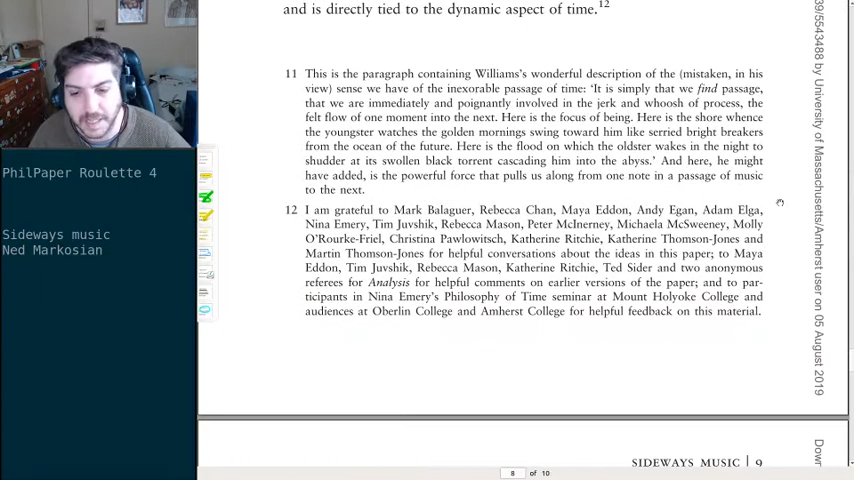 and is directly tied to the dynamic aspect of time.12
11 This is the paragraph containing Williams's wonderful description of the (mistaken, in his
view) sense we have of the inexorable passage of time: 'It is simply that we find passage,
that we are immediately and poignantly involved in the jerk and whoosh of process, the
felt flow of one moment into the next. Here is the focus of being. Here is the shore whence
the youngster watches the golden mornings swing toward him like serried bright breakers
from the ocean of the future. Here is the flood on which the oldster wakes in the night to
shudder at its swollen black torrent cascading him into the abyss.' And here, he might
have added, is the powerful force that pulls us along from one note in a passage of music
to the next.
12 I am grateful to Mark Balaguer, Rebecca Chan, Maya Eddon, Andy Egan, Adam Elga,
Nina Emery, Tim Juvshik, Rebecca Mason, Peter McInerney, Michaela McSweeney, Molly
O'Rourke-Friel, Christina Pawlowitsch, Katherine Ritchie, Katherine Thomson-Jones and
Martin Thomson-Jones for helpful conversations about the ideas in this paper; to Maya
Eddon, Tim Juvshik, Rebecca Mason, Katherine Ritchie, Ted Sider and two anonymous
referees for Analysis for helpful comments on earlier versions of the paper; and to par-
ticipants in Nina Emery's Philosophy of Time seminar at Mount Holyoke College and
audiences at Oberlin College and Amherst College for helpful feedback on this material.
PhilPaper Roulette 4
Sideways music
Ned Markosian
39/5543488 by University of Massachusetts/Amherst user on 05 August 2019
Down
SIDEWAYS MUSIC | 9
8 of 10